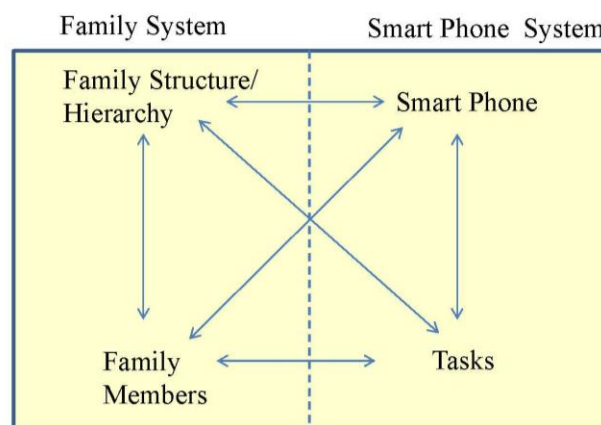 Family System
Smart Phone System
Family Structure/
Hierarchy
Smart Phone
Family
Members
Tasks